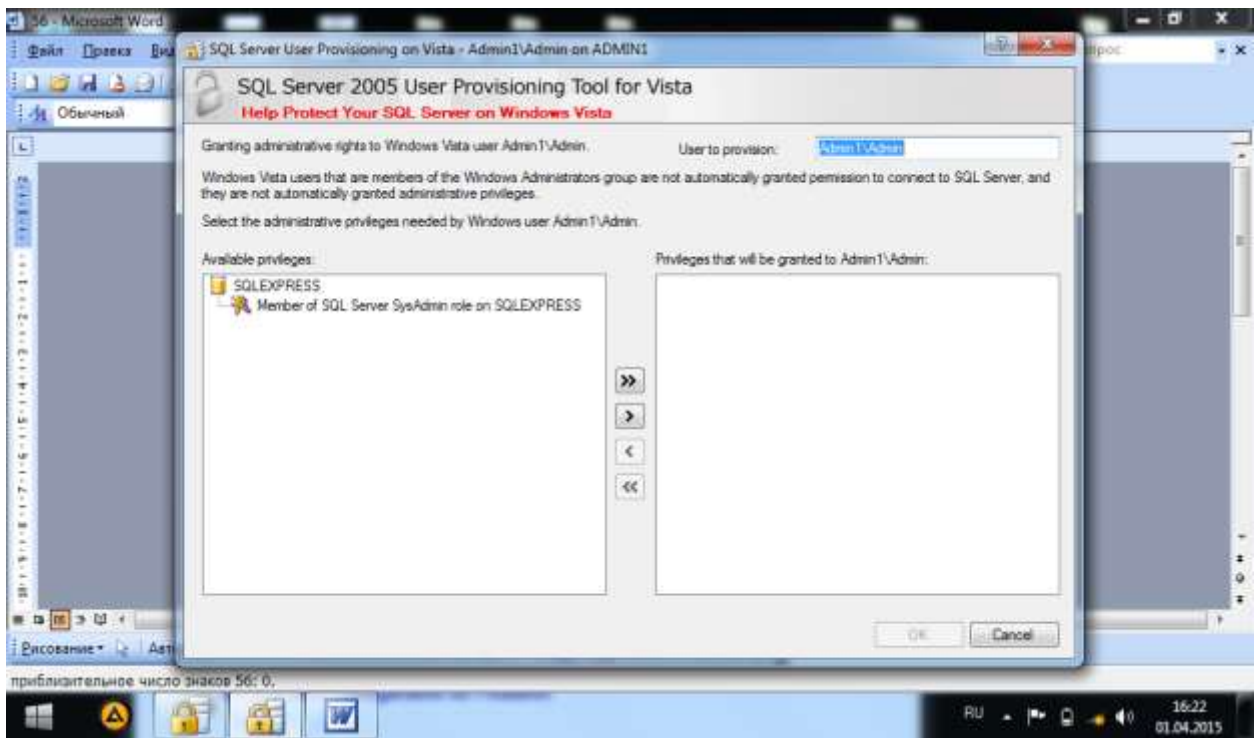 56 - Microsoft Word
Файл Правка
SQL Server User Provisioning on Vista - Admin1\Admin on ADMIN1
SQL Server 2005 User Provisioning Tool for Vista
Help Protect Your SQL Server on Windows Vista
Обычный
Granting administrative rights to Windows Vista user Admin1\Admin.
User to provision:
Admin1\Admin
Windows Vista users that are members of the Windows Administrators group are not automatically granted permission to connect to SQL Server, and
they are not automatically granted administrative privileges.
Select the administrative privileges needed by Windows user Admin1\Admin.
Available privileges:
Privileges that will be granted to Admin1\Admin:
SQLEXPRESS
Member of SQL Server SysAdmin role on SQLEXPRESS
>>
>
<
<<
OK
Cancel
Рисование
приблизительное число знаков 56: 0,
RU
16:22
01.04.2015